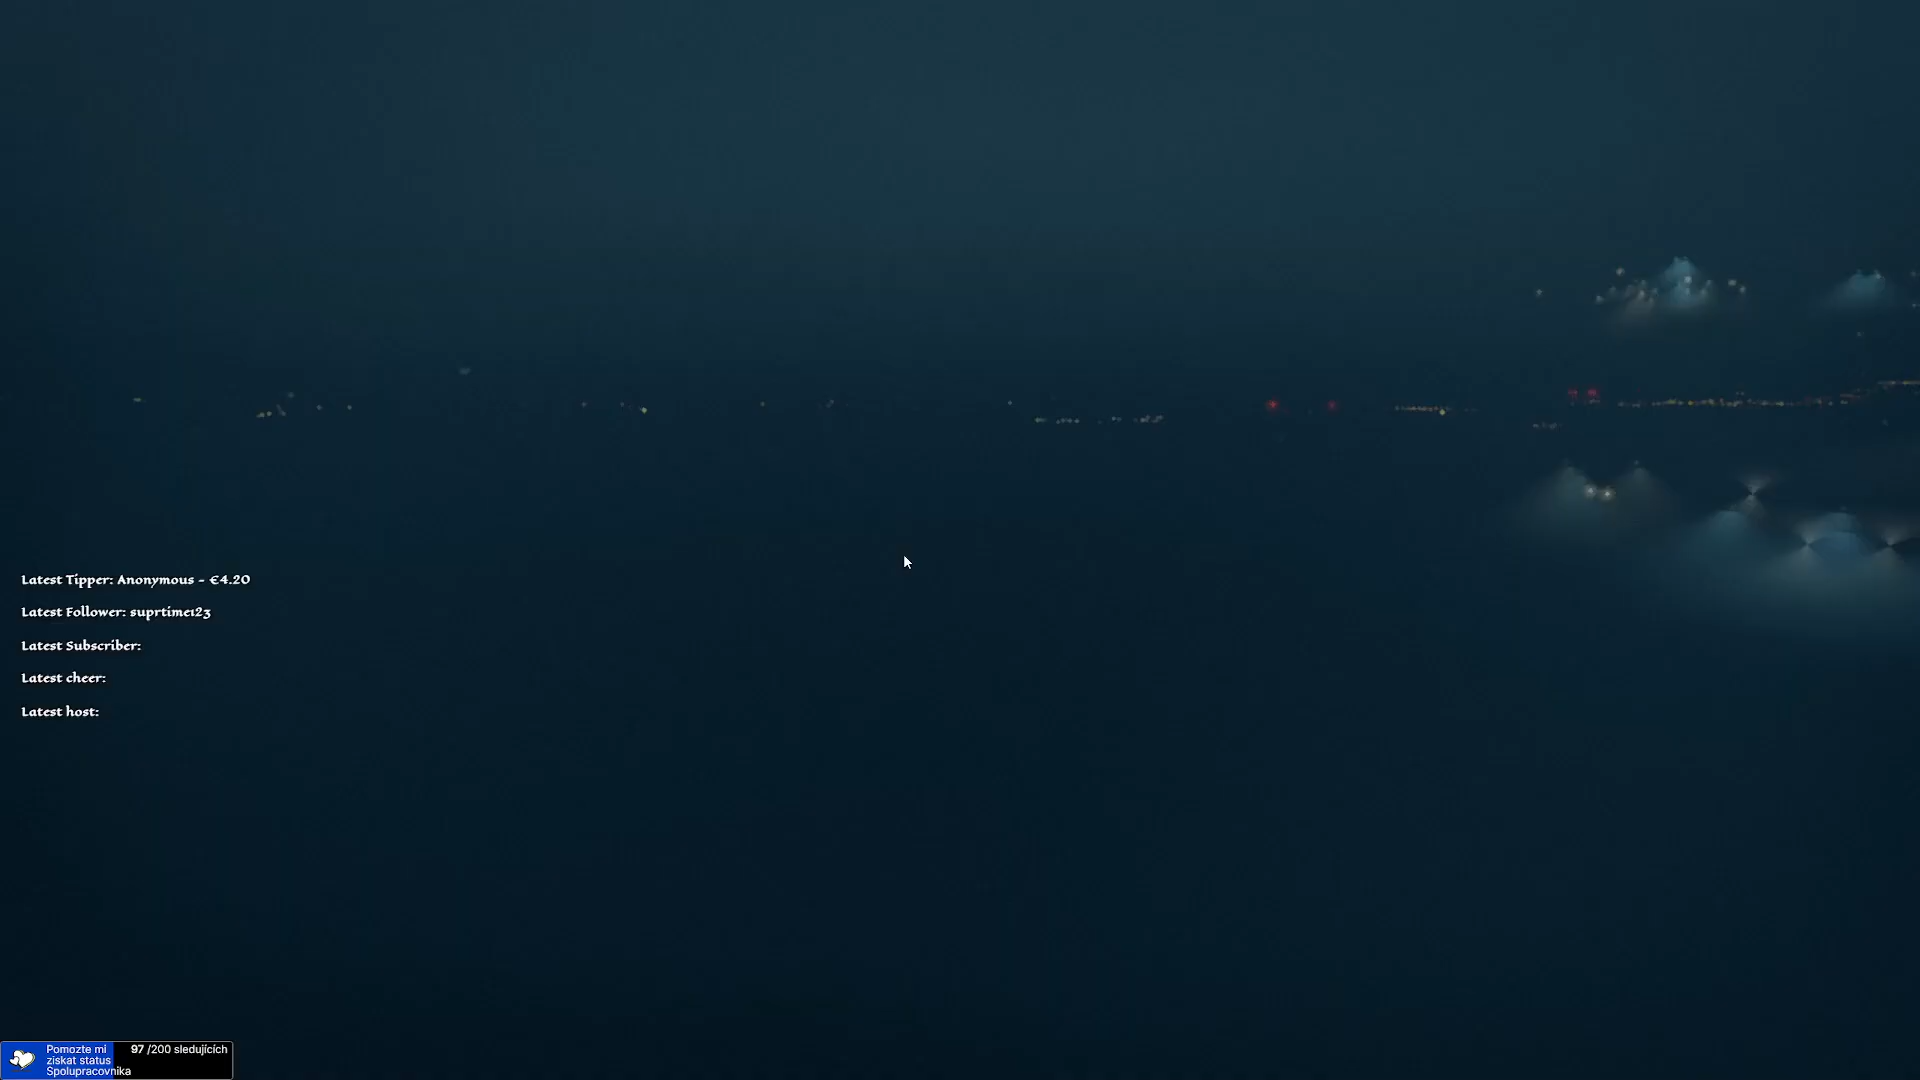 Latest Tipper: Anonymous - €4.20
Latest Follower: suprtime123
Latest Subscriber:
Latest cheer:
Latest host:
Pomozte mi
získat status
Spolupracovníka
97 /200 sledujících